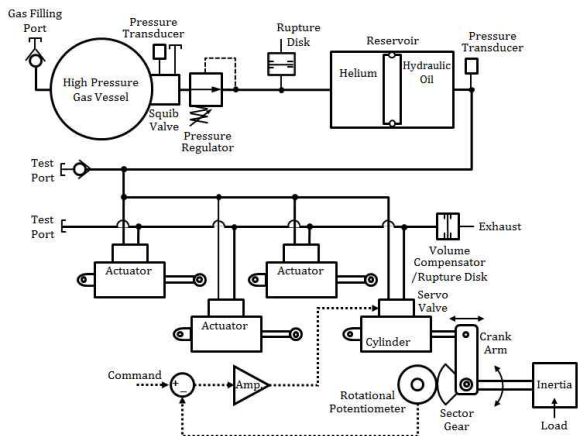 Gas Filling
Port
Pressure
Transducer
Rupture
Disk
Reservoir
Pressure
Transducer
High Pressure
Gas Vessel
Helium
Hydraulic
Oil
Squib
Valve
Pressure
Regulator
Test
Port
Test
Port
Exhaust
Volume
Compensator
/Rupture Disk
Actuator
Actuator
Actuator
Servo
Valve
Cylinder
Crank
Arm
Command
+
−
Amp.
Rotational
Potentiometer
Sector
Gear
Inertia
Load